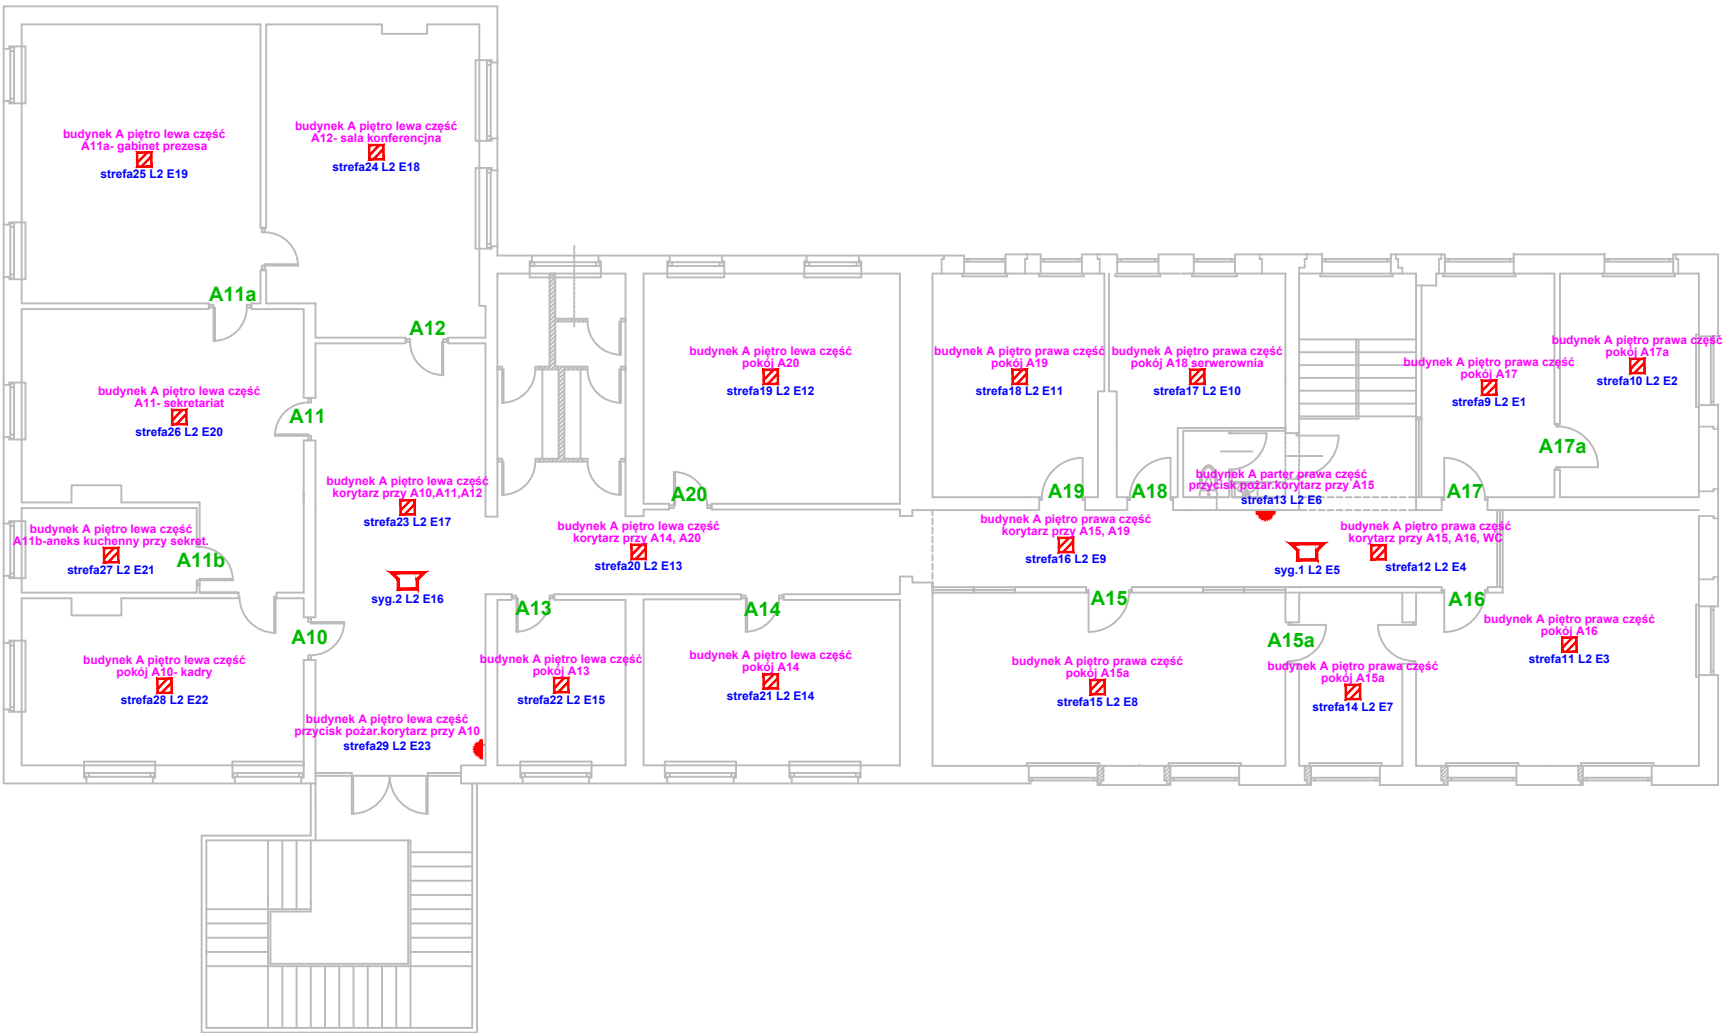 budynek A piętro lewa część
A11a- gabinet prezesa
strefa25 L2 E19
budynek A piętro lewa część
A12- sala konferencyjna
strefa24 L2 E18
A11a
A12
budynek A piętro lewa część
A11- sekretariat
strefa26 L2 E20
A11
budynek A piętro lewa część
korytarz przy A10,A11,A12
strefa23 L2 E17
budynek A piętro lewa część
A11b-aneks kuchenny przy sekret.
strefa27 L2 E21
A11b
syg.2 L2 E16
A10
budynek A piętro lewa część
pokój A10- kadry
strefa28 L2 E22
budynek A piętro lewa część
przycisk pożar.korytarz przy A10
strefa29 L2 E23
budynek A piętro lewa część
pokój A20
strefa19 L2 E12
A20
budynek A piętro lewa część
korytarz przy A14, A20
strefa20 L2 E13
A13
budynek A piętro lewa część
pokój A13
strefa22 L2 E15
A14
budynek A piętro lewa część
pokój A14
strefa21 L2 E14
budynek A piętro prawa część
pokój A19
strefa18 L2 E11
budynek A piętro prawa część
pokój A18 serwerownia
strefa17 L2 E10
A19
A18
budynek A parter prawa część
przycisk pożar.korytarz przy A15
strefa13 L2 E6
budynek A piętro prawa część
korytarz przy A15, A19
strefa16 L2 E9
syg.1 L2 E5
budynek A piętro prawa część
korytarz przy A15, A16, WC
strefa12 L2 E4
budynek A piętro prawa część
pokój A17
strefa9 L2 E1
budynek A piętro prawa część
pokój A17a
strefa10 L2 E2
A17a
A17
A15
A16
A15a
budynek A piętro prawa część
pokój A15a
strefa15 L2 E8
budynek A piętro prawa część
pokój A15a
strefa14 L2 E7
budynek A piętro prawa część
pokój A16
strefa11 L2 E3